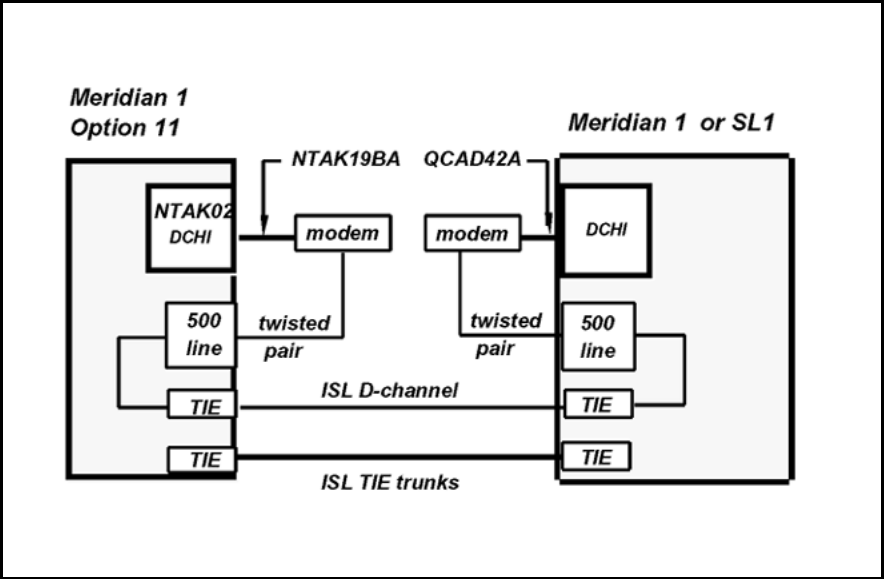 Meridian 1
Option 11
Meridian 1 or SL1
NTAK19BA
QCAD42A
NTAK02
DCHI
modem
modem
DCHI
500
line
twisted
pair
twisted
pair
500
line
ISL D-channel
TIE
TIE
TIE
TIE
ISL TIE trunks